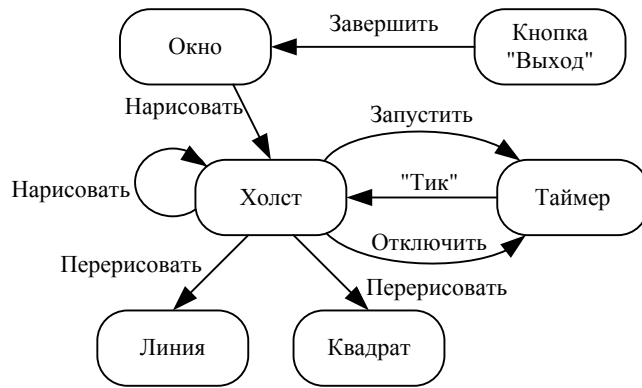 Завершить
Окно
Кнопка
"Выход"
Нарисовать
Запустить
Нарисовать
Холст
"Тик"
Таймер
Отключить
Перерисовать
Перерисовать
Линия
Квадрат